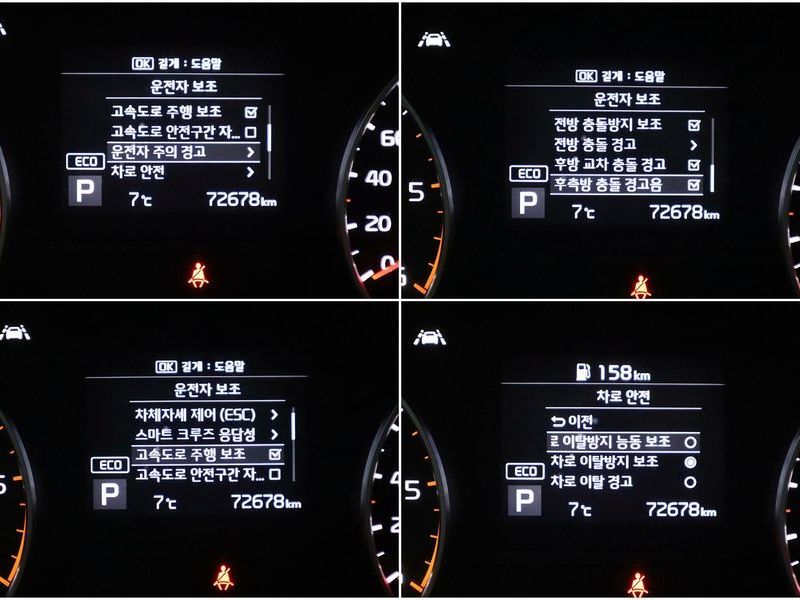 OK 길게 : 도움말
운전자 보조
고속도로 주행 보조
고속도로 안전구간 자...
운전자 주의 경고
차로 안전
ECO
P
7℃ 72678km
60
40
20
0
OK 길게 : 도움말
운전자 보조
전방 충돌방지 보조
전방 충돌 경고
후방 교차 충돌 경고
후측방 충돌 경고음
ECO
P
7℃ 72678km
5
OK 길게 : 도움말
운전자 보조
차체자세 제어 (ESC)
스마트 크루즈 응답성
고속도로 주행 보조
고속도로 안전구간 자...
ECO
P
7℃ 72678km
158km
차로 안전
이전
로 이탈방지 능동 보조
차로 이탈방지 보조
차로 이탈 경고
ECO
P
7℃ 72678km
5